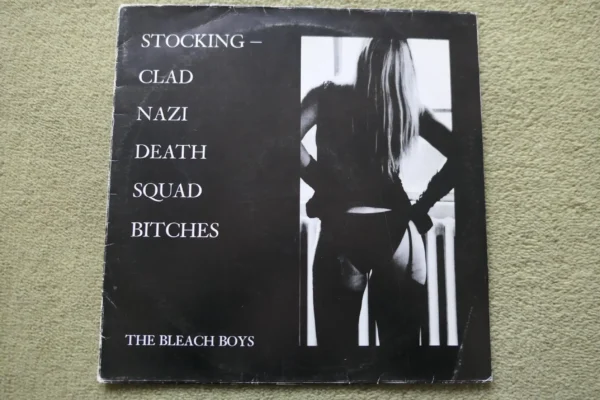 STOCKING –
CLAD
NAZI
DEATH
SQUAD
BITCHES
THE BLEACH BOYS